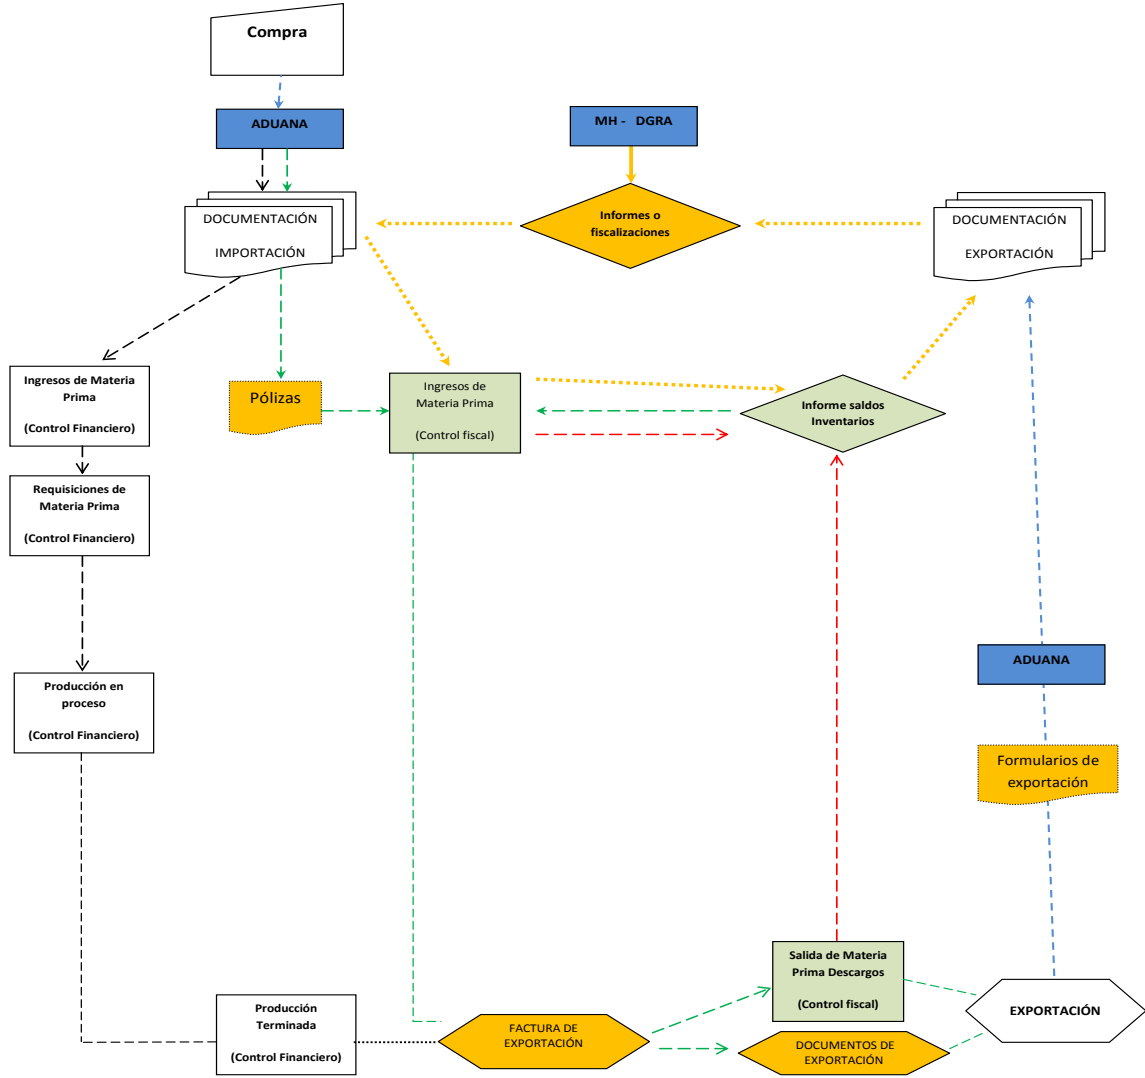 Compra
ADUANA
MH - DGRA
DOCUMENTACIÓN
IMPORTACIÓN
Informes o
fiscalizaciones
DOCUMENTACIÓN
EXPORTACIÓN
Ingresos de Materia
Prima
(Control Financiero)
Pólizas
Ingresos de
Materia Prima
(Control fiscal)
Informe saldos
Inventarios
Requisiciones de
Materia Prima
(Control Financiero)
Producción en
proceso
(Control Financiero)
ADUANA
Formularios de
exportación
Salida de Materia
Prima Descargos
(Control fiscal)
EXPORTACIÓN
Producción
Terminada
(Control Financiero)
FACTURA DE
EXPORTACIÓN
DOCUMENTOS DE
EXPORTACIÓN